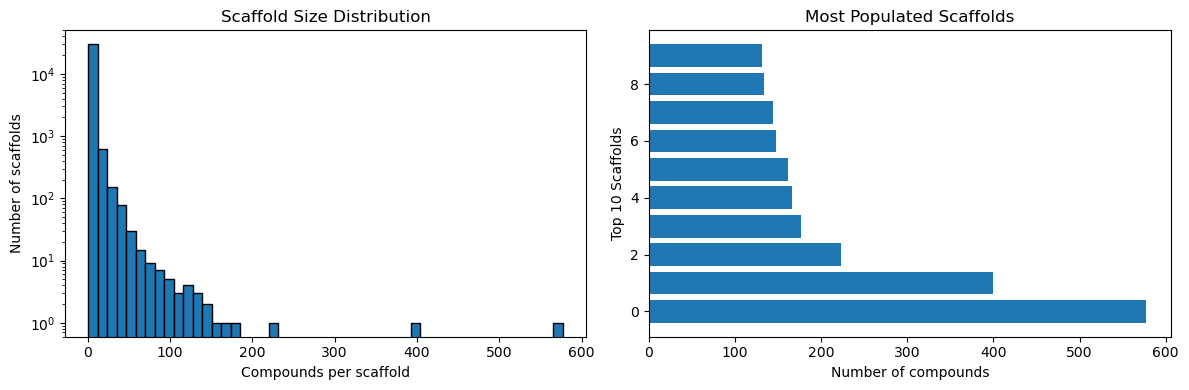 Scaffold Size Distribution
Number of scaffolds
10^4
10^3
10^2
10^1
10^0
0 100 200 300 400 500 600
Compounds per scaffold
Most Populated Scaffolds
Top 10 Scaffolds
8
6
4
2
0
0 100 200 300 400 500 600
Number of compounds